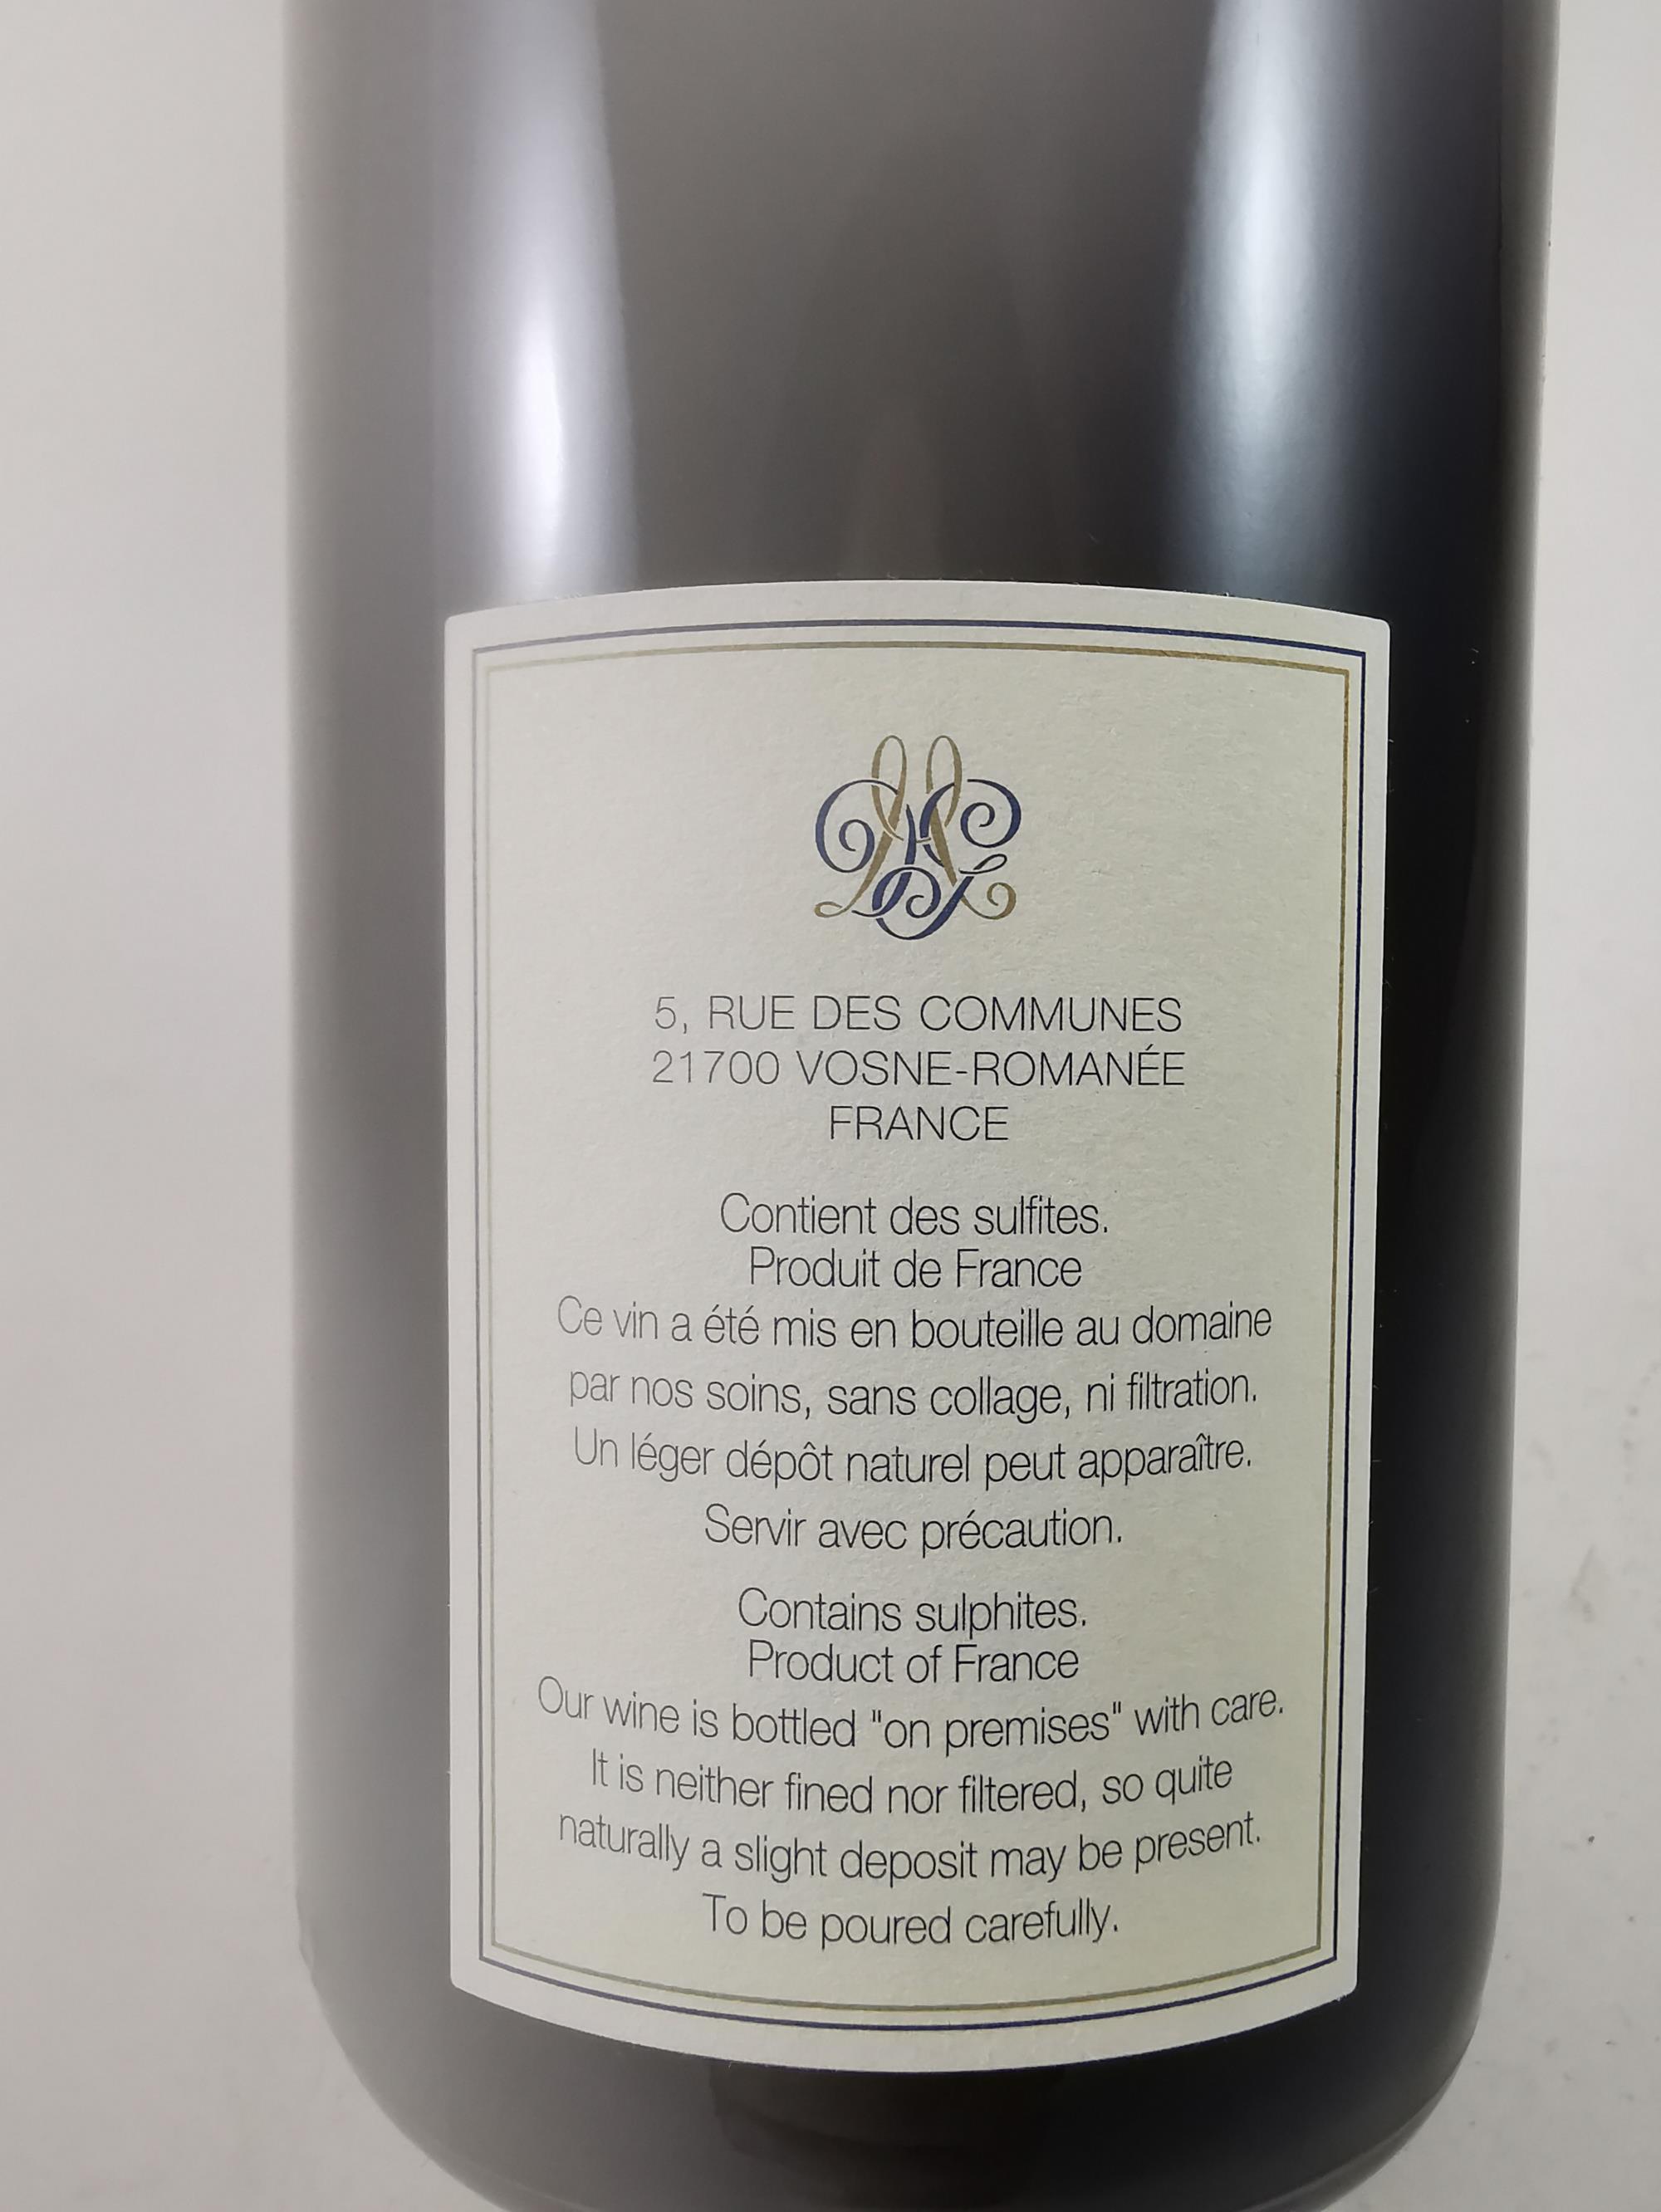 5, RUE DES COMMUNES
21700 VOSNE-ROMANÉE
FRANCE
Contient des sulfites.
Produit de France
Ce vin a été mis en bouteille au domaine
par nos soins, sans collage, ni filtration.
Un léger dépôt naturel peut apparaître.
Servir avec précaution.
Contains sulphites.
Product of France
Our wine is bottled "on premises" with care.
It is neither fined nor filtered, so quite
naturally a slight deposit may be present.
To be poured carefully.